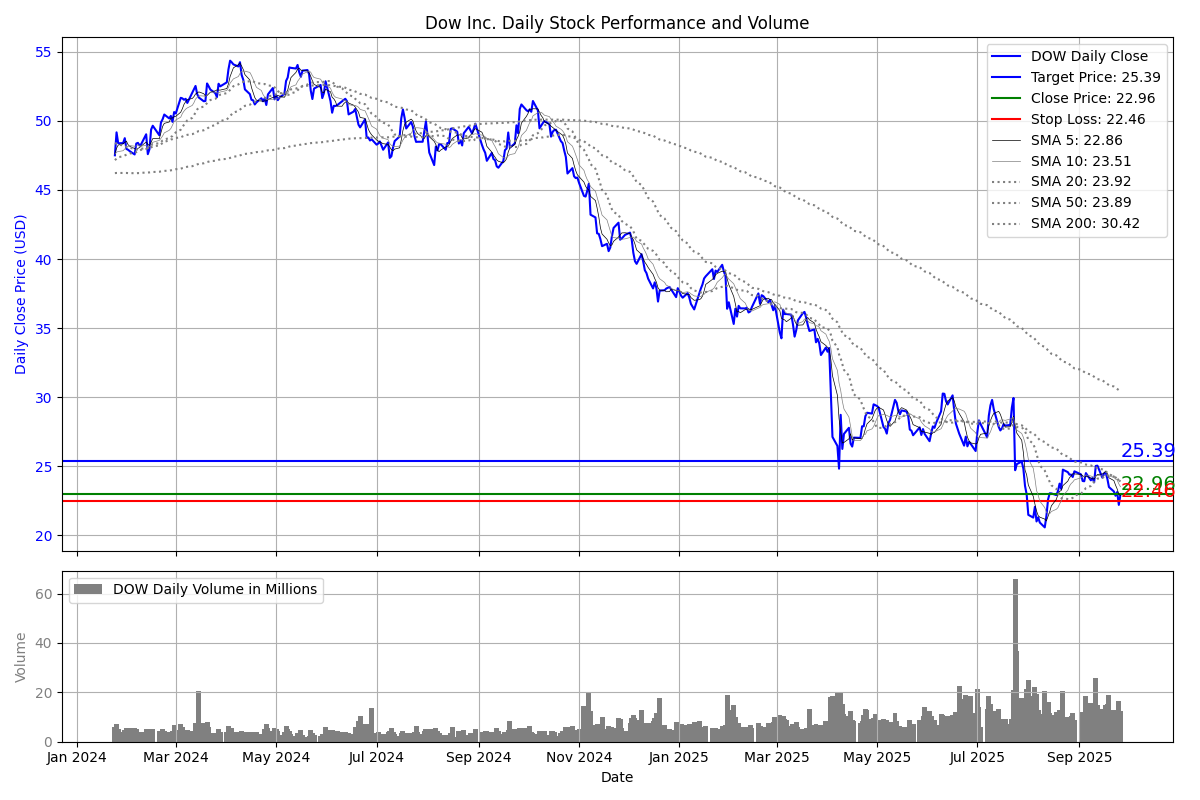 Dow Inc. Daily Stock Performance and Volume
Daily Close Price (USD)
55
50
45
40
35
30
25
20
DOW Daily Close
Target Price: 25.39
Close Price: 22.96
Stop Loss: 22.46
SMA 5: 22.86
SMA 10: 23.51
SMA 20: 23.92
SMA 50: 23.89
SMA 200: 30.42
25.39
22.96
22.46
Volume
60
40
20
0
DOW Daily Volume in Millions
Jan 2024 Mar 2024 May 2024 Jul 2024 Sep 2024 Nov 2024 Jan 2025 Mar 2025 May 2025 Jul 2025 Sep 2025
Date